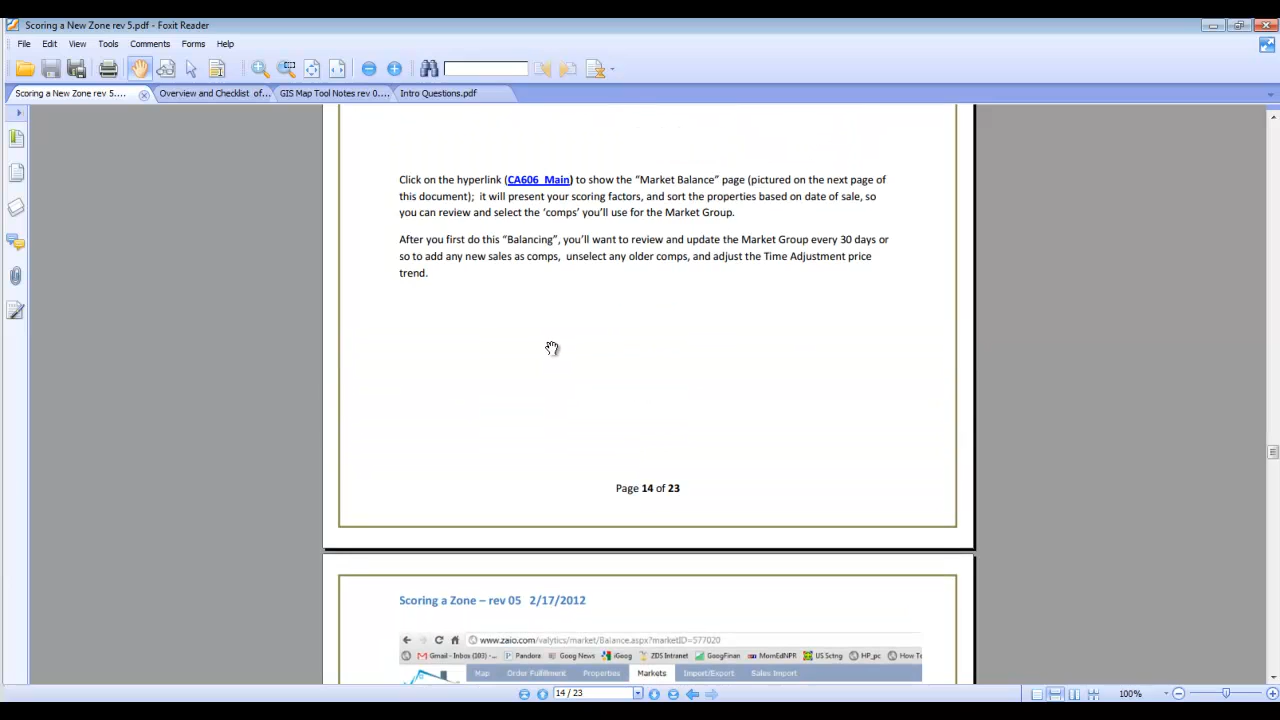 Scoring a New Zone rev 5.pdf - Foxit Reader
File Edit View Tools Comments Forms Help
Scoring a New Zone rev 5.... Overview and Checklist of... GIS Map Tool Notes rev 0.... Intro Questions.pdf
Click on the hyperlink (CA606_Main) to show the “Market Balance” page (pictured on the next page of
this document); it will present your scoring factors, and sort the properties based on date of sale, so
you can review and select the ‘comps’ you’ll use for the Market Group.
After you first do this “Balancing”, you’ll want to review and update the Market Group every 30 days or
so to add any new sales as comps, unselect any older comps, and adjust the Time Adjustment price
trend.
Page 14 of 23
Scoring a Zone – rev 05 2/17/2012
www.zaio.com/valytics/market/Balance.aspx?marketID=577020
Gmail - Inbox (103) -... Pandora Goog News iGoog ZDS Intranet GoogFinan MornEdNPR US Sctng HP_pc How To
Map Order Fulfillment Properties Markets Import/Export Sales Import
14 / 23 100%